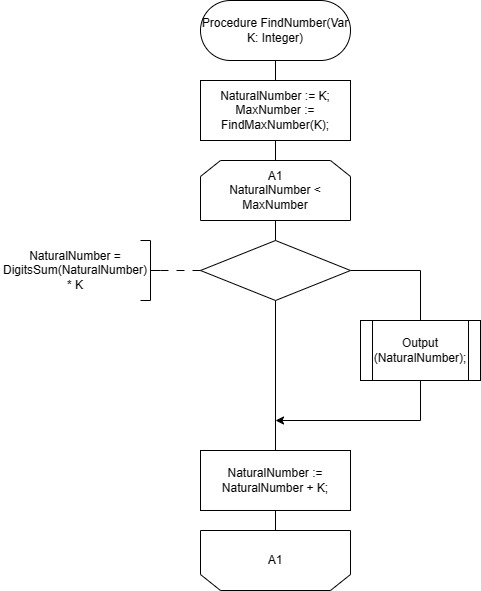 Procedure FindNumber(Var
K: Integer)
NaturalNumber := K;
MaxNumber :=
FindMaxNumber(K);
A1
NaturalNumber <
MaxNumber
NaturalNumber =
DigitsSum(NaturalNumber)
* K
Output
(NaturalNumber);
NaturalNumber :=
NaturalNumber + K;
A1